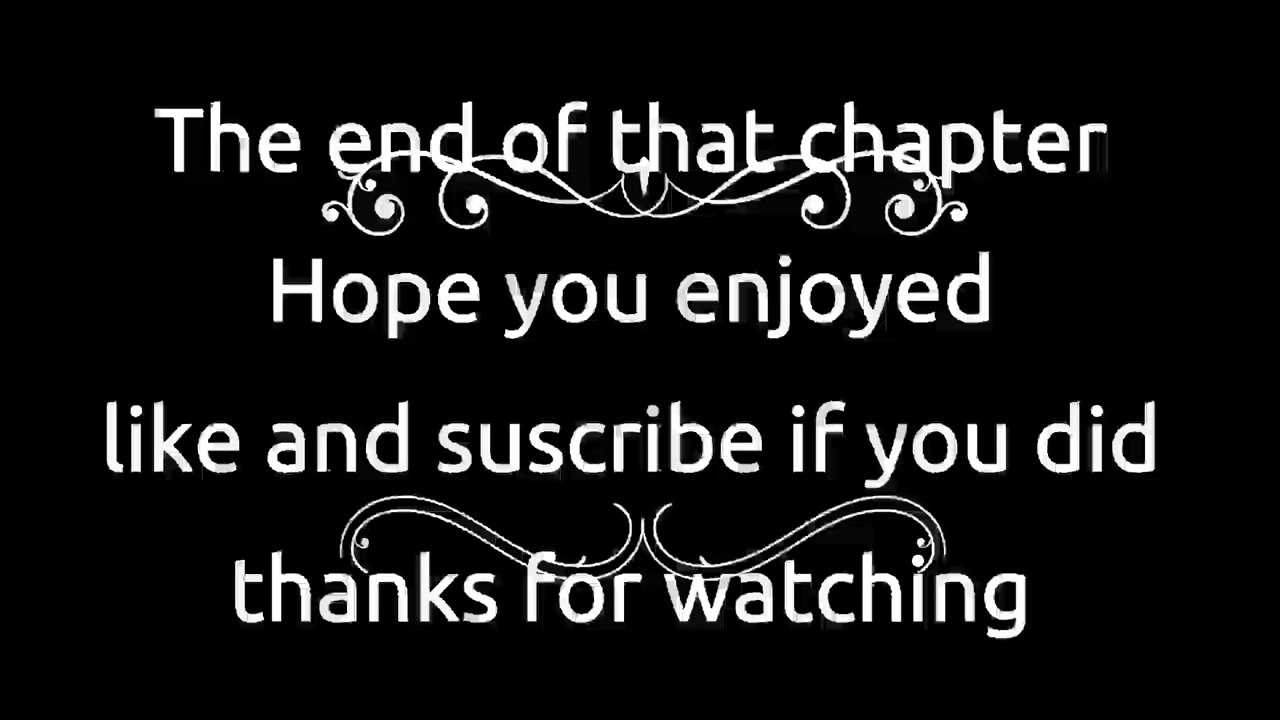 The end of that chapter
Hope you enjoyed
like and suscribe if you did
thanks for watching